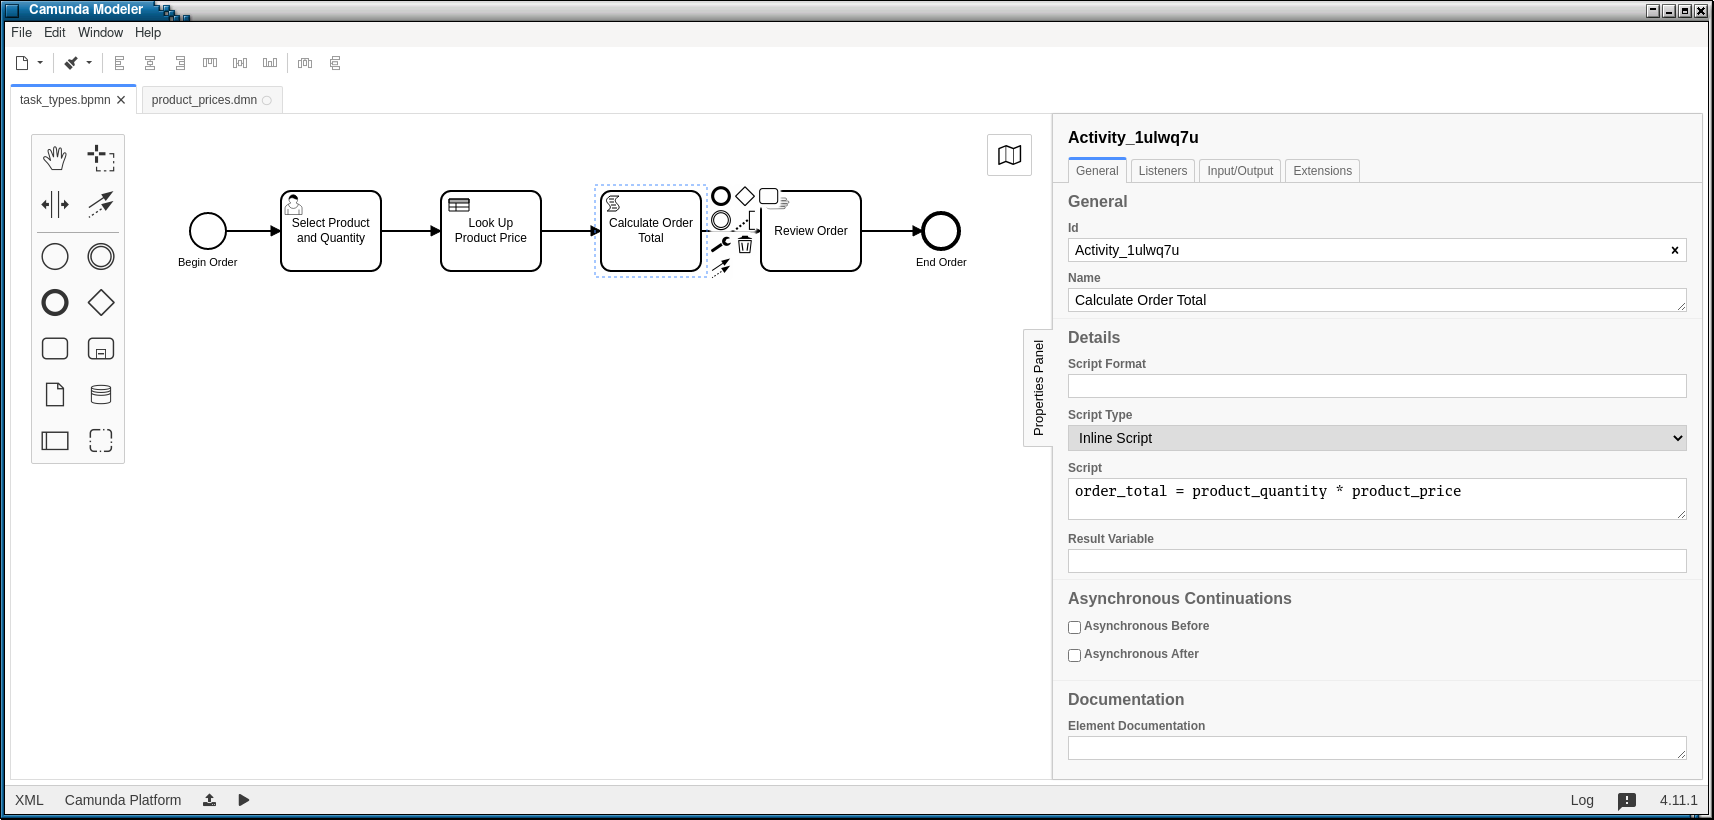 Camunda Modeler
File Edit Window Help
task_types.bpmn product_prices.dmn
Select Product
and Quantity
Look Up
Product Price
Calculate Order
Total
Review Order
Begin Order
End Order
Properties Panel
Activity_1ulwq7u
General Listeners Input/Output Extensions
General
Id
Activity_1ulwq7u
Name
Calculate Order Total
Details
Script Format
Script Type
Inline Script
Script
order_total = product_quantity * product_price
Result Variable
Asynchronous Continuations
Asynchronous Before
Asynchronous After
Documentation
Element Documentation
XML Camunda Platform Log 4.11.1